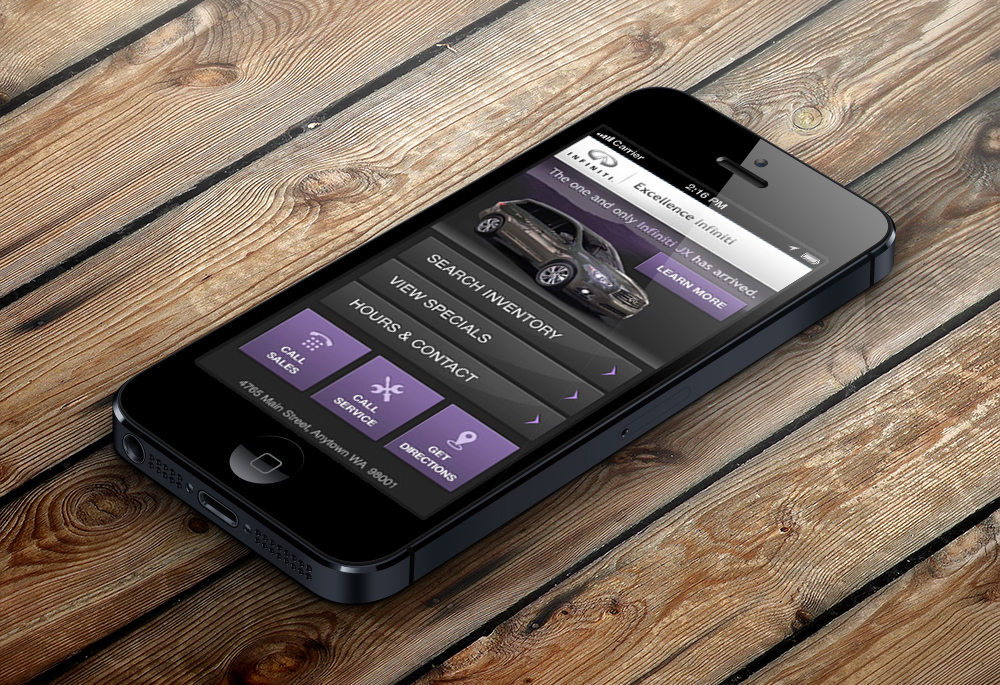 Carrier
2:16 PM
INFINITI
Excellence Infiniti
The one and only Infiniti JX has arrived.
LEARN MORE
SEARCH INVENTORY
VIEW SPECIALS
HOURS & CONTACT
CALL
SALES
CALL
SERVICE
GET
DIRECTIONS
4765 Main Street, Anytown WA 98001